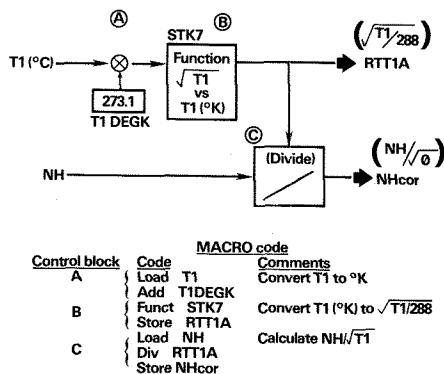 A
B
STK7
T1 (°C)
Function
√T1
vs
T1 (°K)
(√T1/288)
RTT1A
273.1
T1 DEGK
C
(Divide)
NH
(NH/√Ø)
NHcor
MACRO code
Control block Code Comments
A Load T1 Convert T1 to °K
Add T1DEGK
B Funct STK7 Convert T1 (°K) to √T1/288
Store RTT1A
C Load NH Calculate NH/√T1
Div RTT1A
Store NHcor